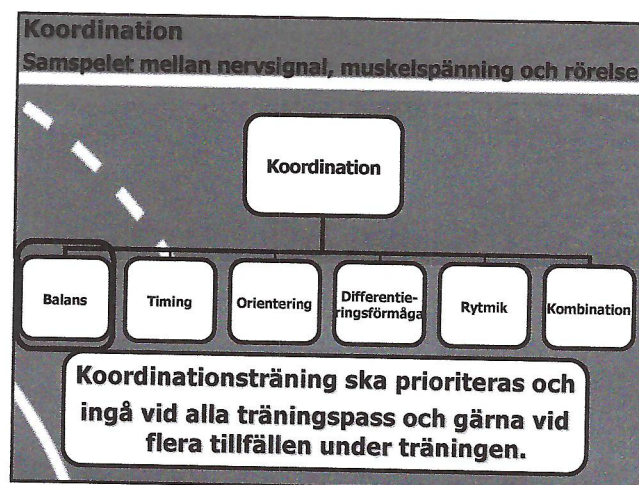 Koordination
Samspelet mellan nervsignal, muskelspänning och rörelse
Koordination
Balans
Timing
Orientering
Differentie-
ringsförmåga
Rytmik
Kombination
Koordinationsträning ska prioriteras och
ingå vid alla träningspass och gärna vid
flera tillfällen under träningen.